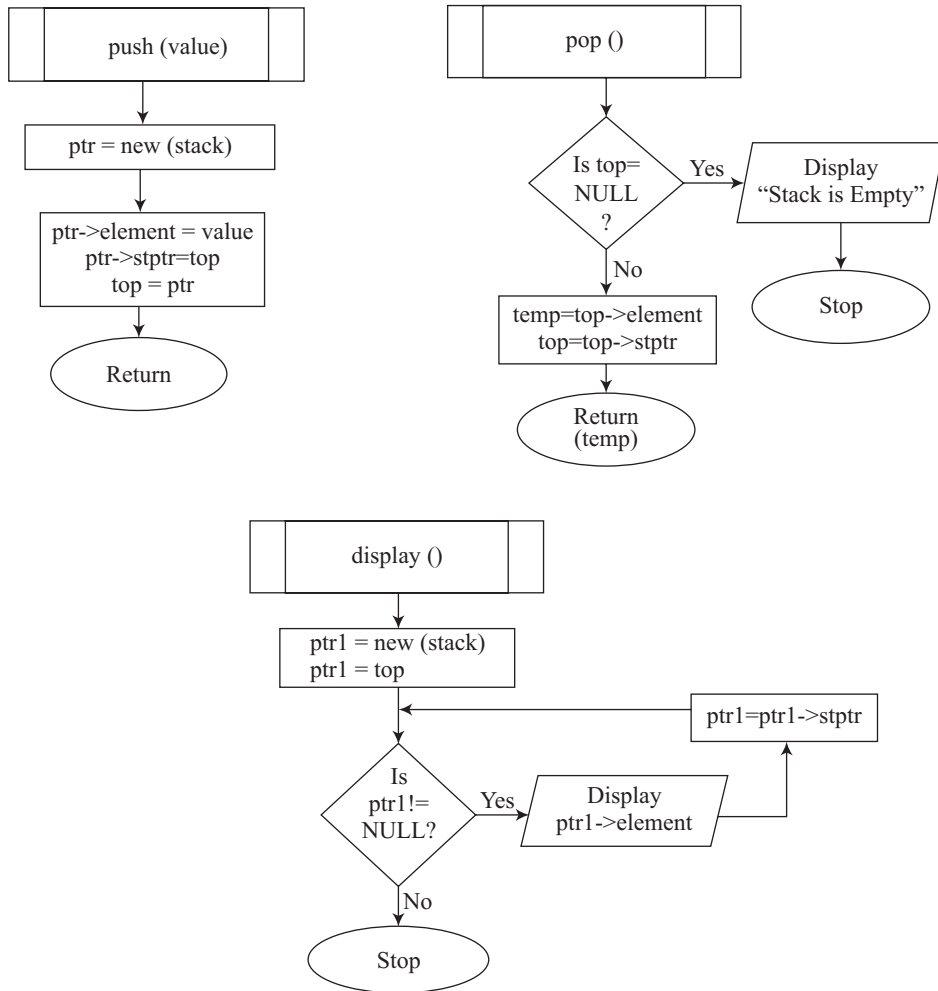 push (value)
ptr = new (stack)
ptr->element = value
ptr->stptr=top
top = ptr
Return
pop ()
Is top=
NULL
?
Yes
Display
“Stack is Empty”
Stop
No
temp=top->element
top=top->stptr
Return
(temp)
display ()
ptr1 = new (stack)
ptr1 = top
ptr1=ptr1->stptr
Is
ptr1!=
NULL?
Yes
Display
ptr1->element
No
Stop